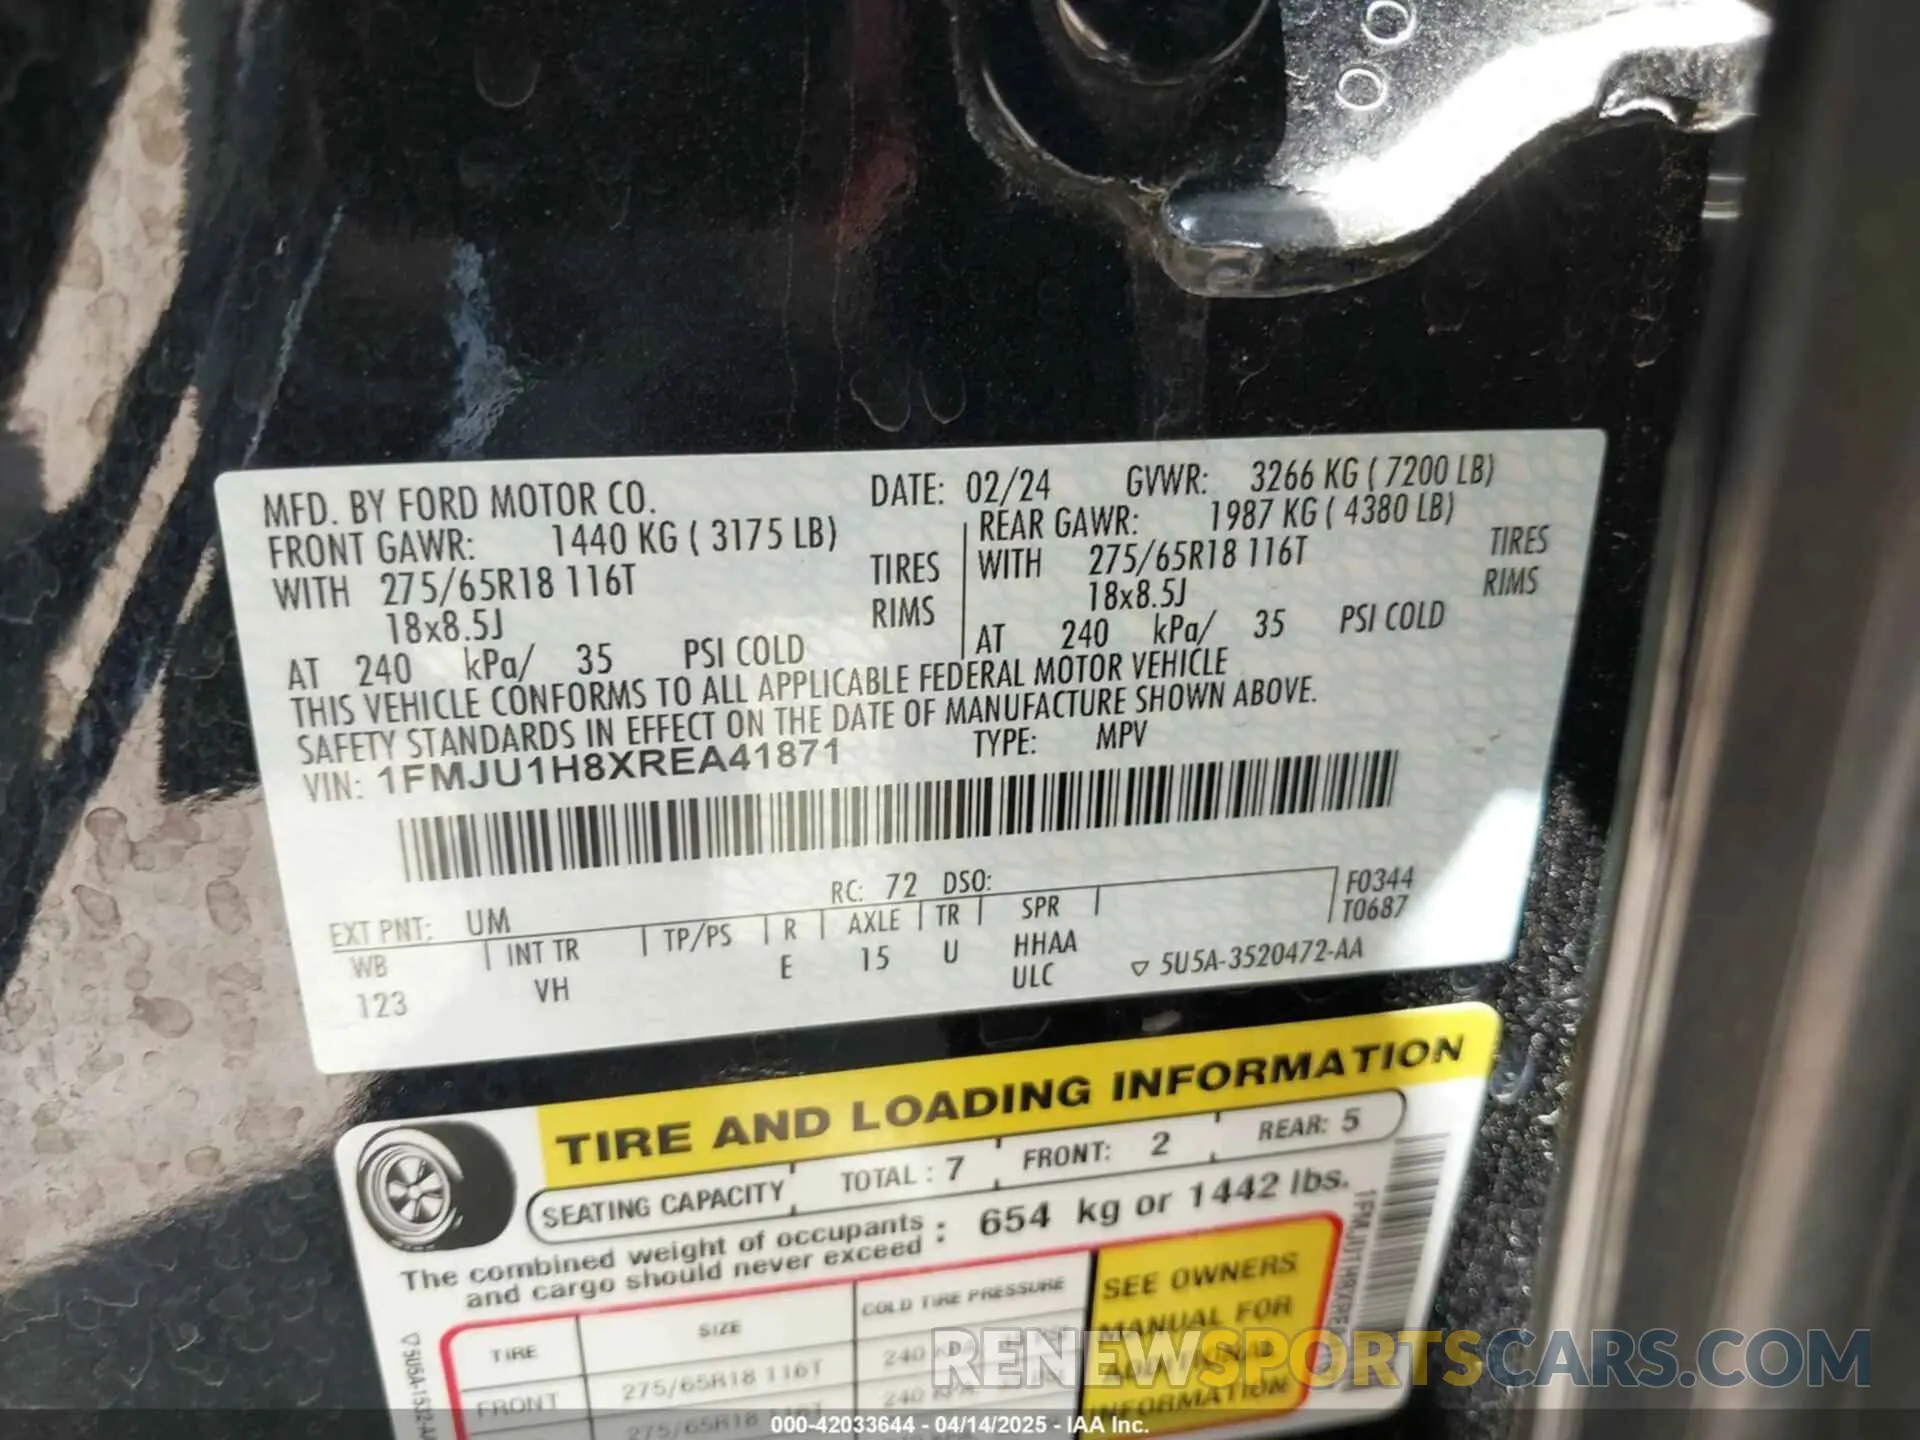 MFD. BY FORD MOTOR CO. DATE: 02/24 GVWR: 3266 KG ( 7200 LB)
FRONT GAWR: 1440 KG ( 3175 LB) REAR GAWR: 1987 KG ( 4380 LB)
WITH 275/65R18 116T TIRES WITH 275/65R18 116T TIRES
18x8.5J RIMS 18x8.5J RIMS
AT 240 kPa/ 35 PSI COLD AT 240 kPa/ 35 PSI COLD
THIS VEHICLE CONFORMS TO ALL APPLICABLE FEDERAL MOTOR VEHICLE
SAFETY STANDARDS IN EFFECT ON THE DATE OF MANUFACTURE SHOWN ABOVE.
VIN: 1FMJU1H8XREA41871 TYPE: MPV
EXT PNT: UM RC: 72 DSO: F0344
WB INT TR TP/PS R AXLE TR SPR T0687
123 VH E 15 U HHAA
ULC ▽ 5U5A-3520472-AA
TIRE AND LOADING INFORMATION
SEATING CAPACITY TOTAL : 7 FRONT: 2 REAR: 5
The combined weight of occupants
and cargo should never exceed : 654 kg or 1442 lbs.
TIRE SIZE COLD TIRE PRESSURE
FRONT 275/65R18 116T 240
275/65R18 116T 240
SEE OWNERS
MANUAL FOR
ADDITIONAL
INFORMATION
RENEWSPORTSCARS.COM
000-42033644 - 04/14/2025 - IAA Inc.